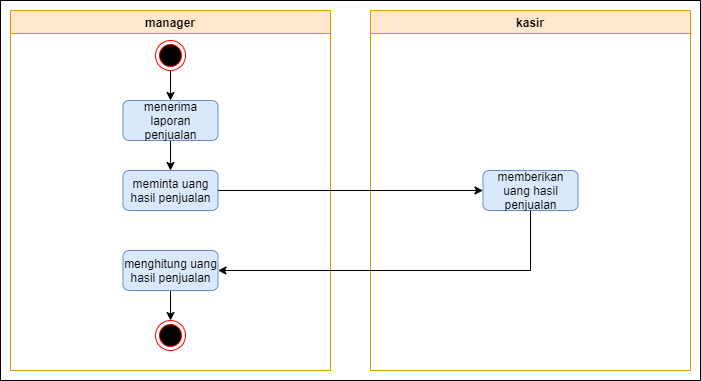 manager
kasir
menerima
laporan
penjualan
meminta uang
hasil penjualan
memberikan
uang hasil
penjualan
menghitung uang
hasil penjualan